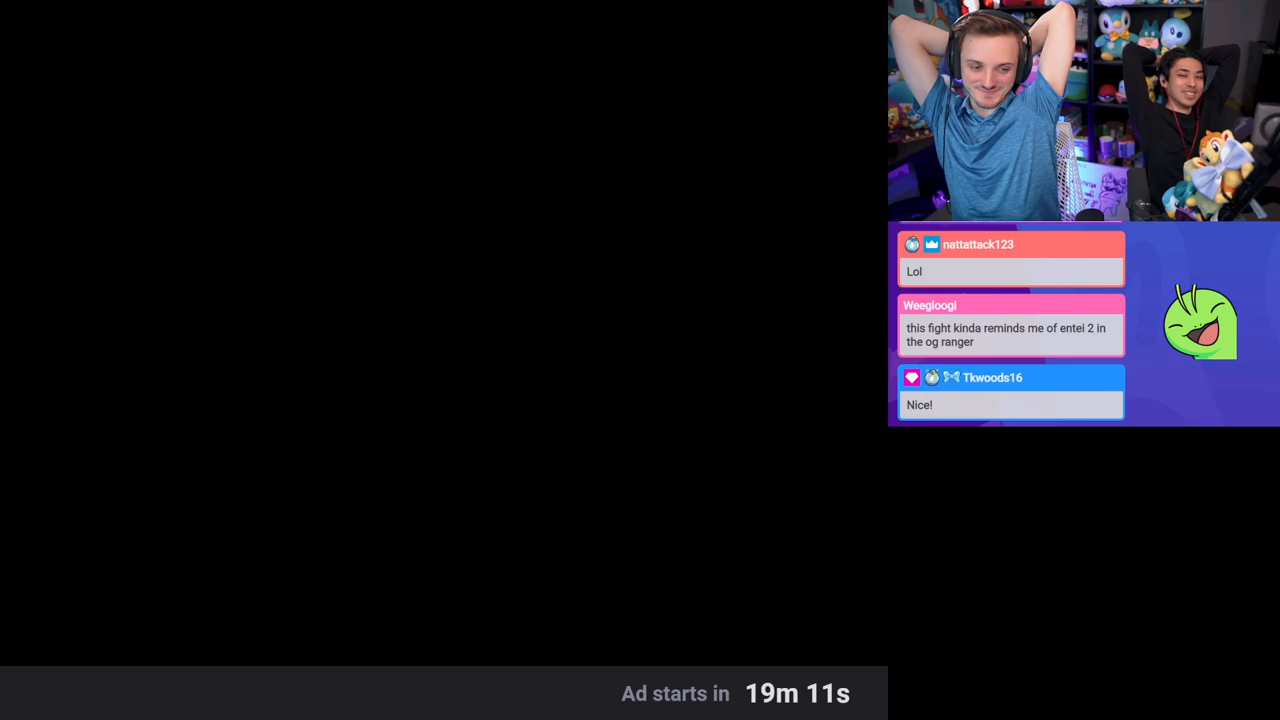 nattattack123
Lol
Weegloogi
this fight kinda reminds me of entei 2 in
the og ranger
Tkwoods16
Nice!
Ad starts in 19m 11s